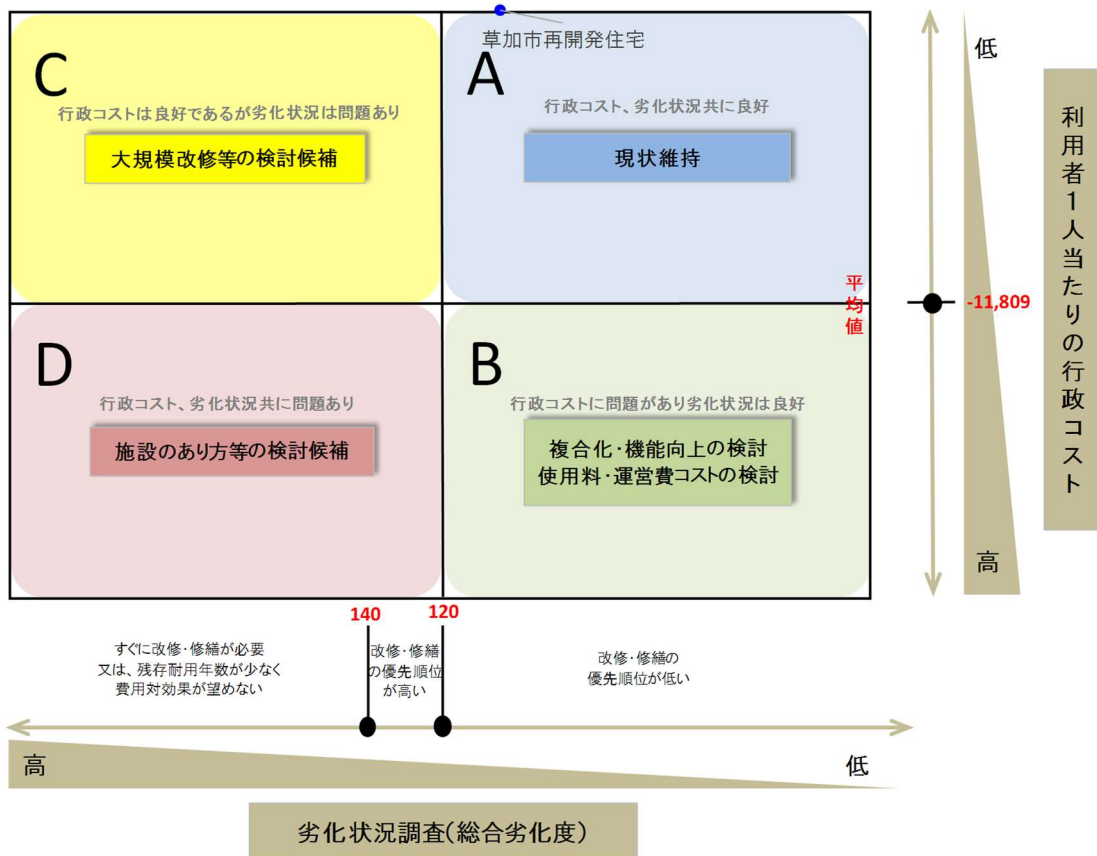 草加市再開発住宅
C
行政コストは良好であるが劣化状況は問題あり
大規模改修等の検討候補
A
行政コスト、劣化状況共に良好
現状維持
D
行政コスト、劣化状況共に問題あり
施設のあり方等の検討候補
B
行政コストに問題があり劣化状況は良好
複合化・機能向上の検討
使用料・運営費コストの検討
平均値
低
-11,809
高
利用者1人当たりの行政コスト
140
120
すぐに改修・修繕が必要
又は、残存耐用年数が少なく
費用対効果が望めない
改修・修繕
の優先順位
が高い
改修・修繕の
優先順位が低い
高
低
劣化状況調査(総合劣化度)